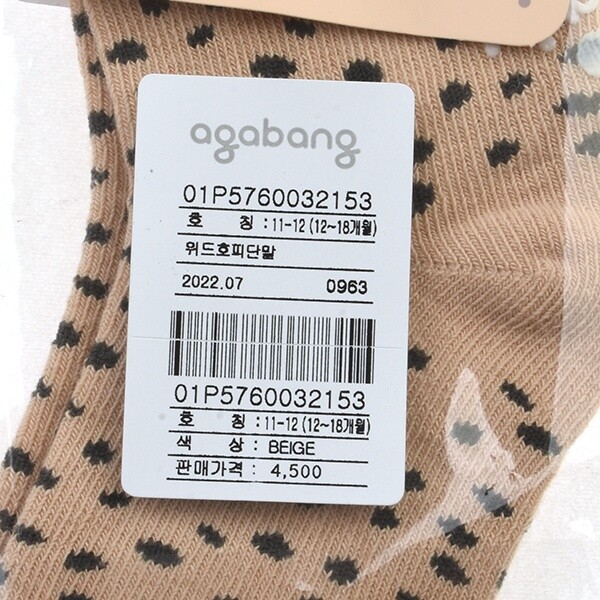 agabang
01P5760032153
호 칭 : 11-12 (12~18개월)
위드호피단말
2022.07 0963
01P5760032153
호 칭 : 11-12 (12~18개월)
색 상 : BEIGE
판매가격 : 4,500